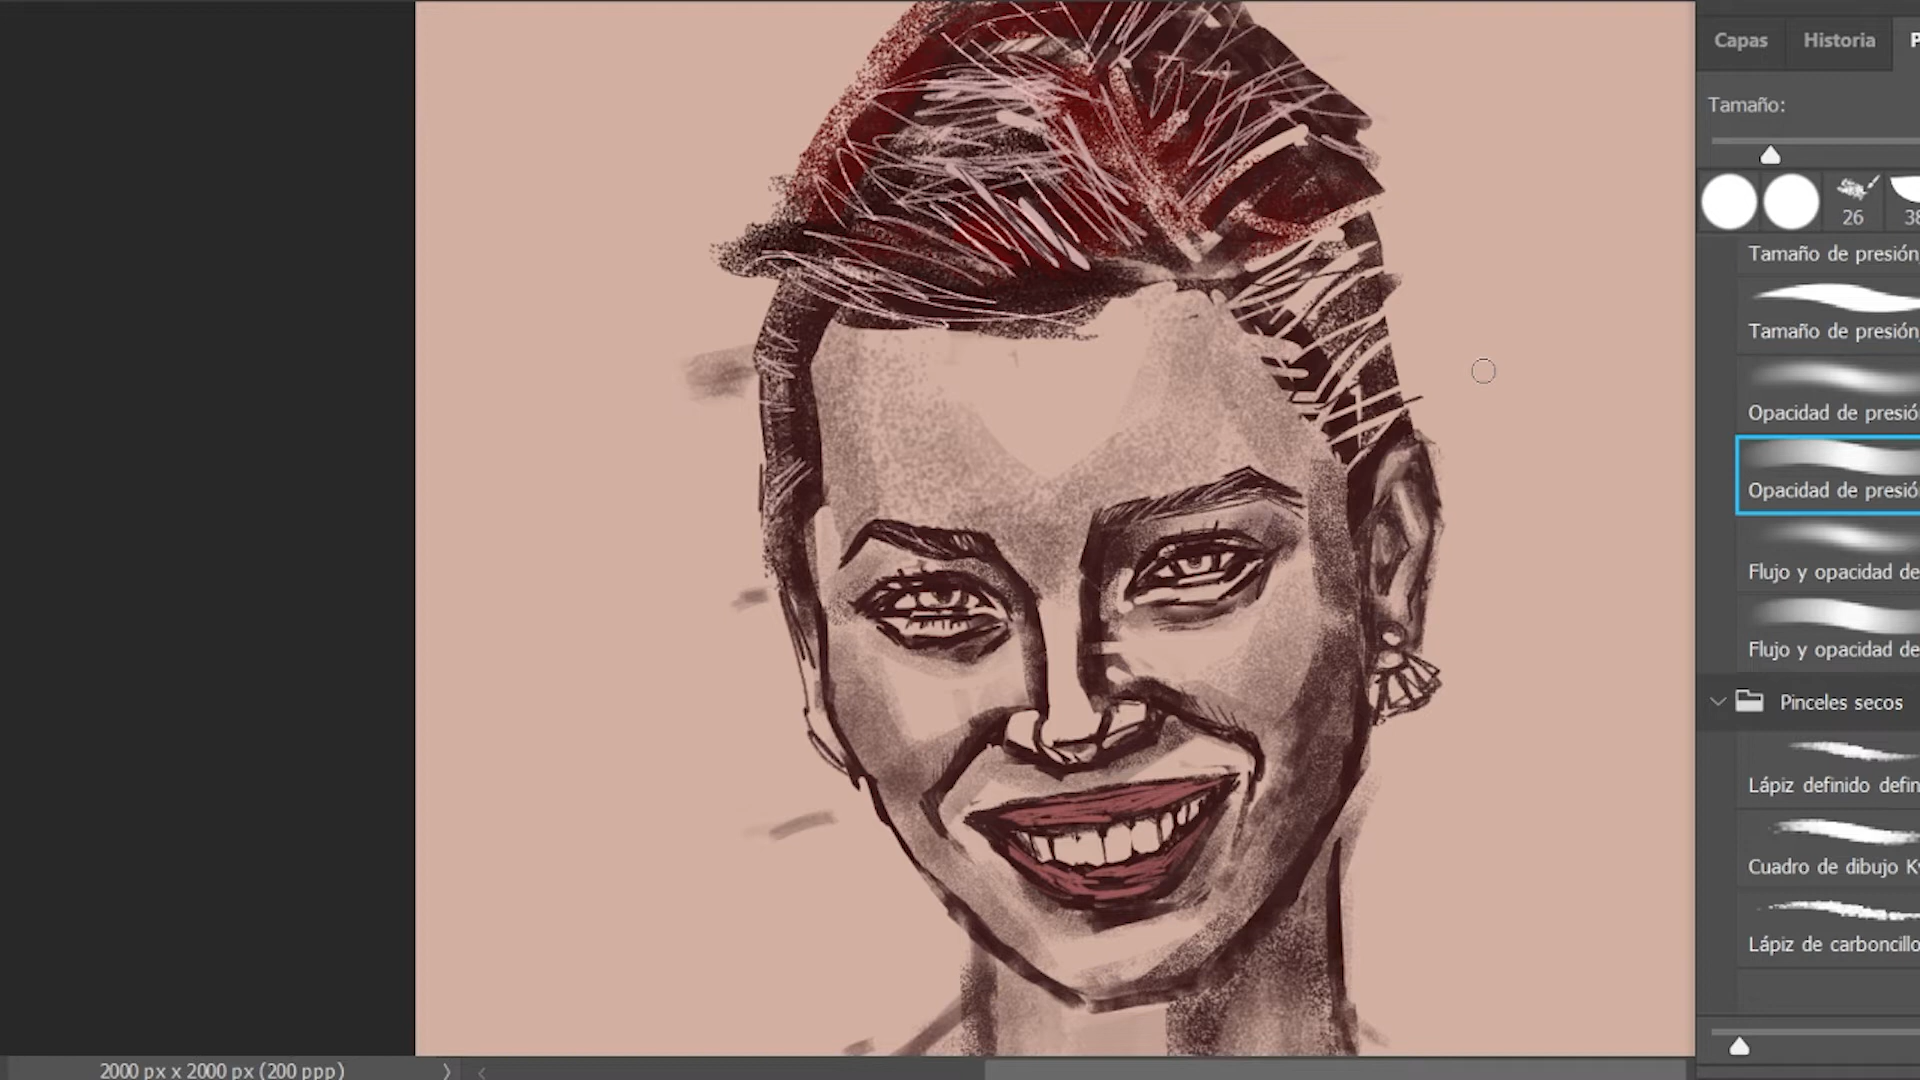 Capas Historia P
Tamaño:
26 38
Tamaño de presión
Tamaño de presión
Opacidad de presió
Opacidad de presió
Flujo y opacidad de
Flujo y opacidad de
Pinceles secos
Lápiz definido defin
Cuadro de dibujo Ky
Lápiz de carboncillo
2000 px x 2000 px (200 ppp)